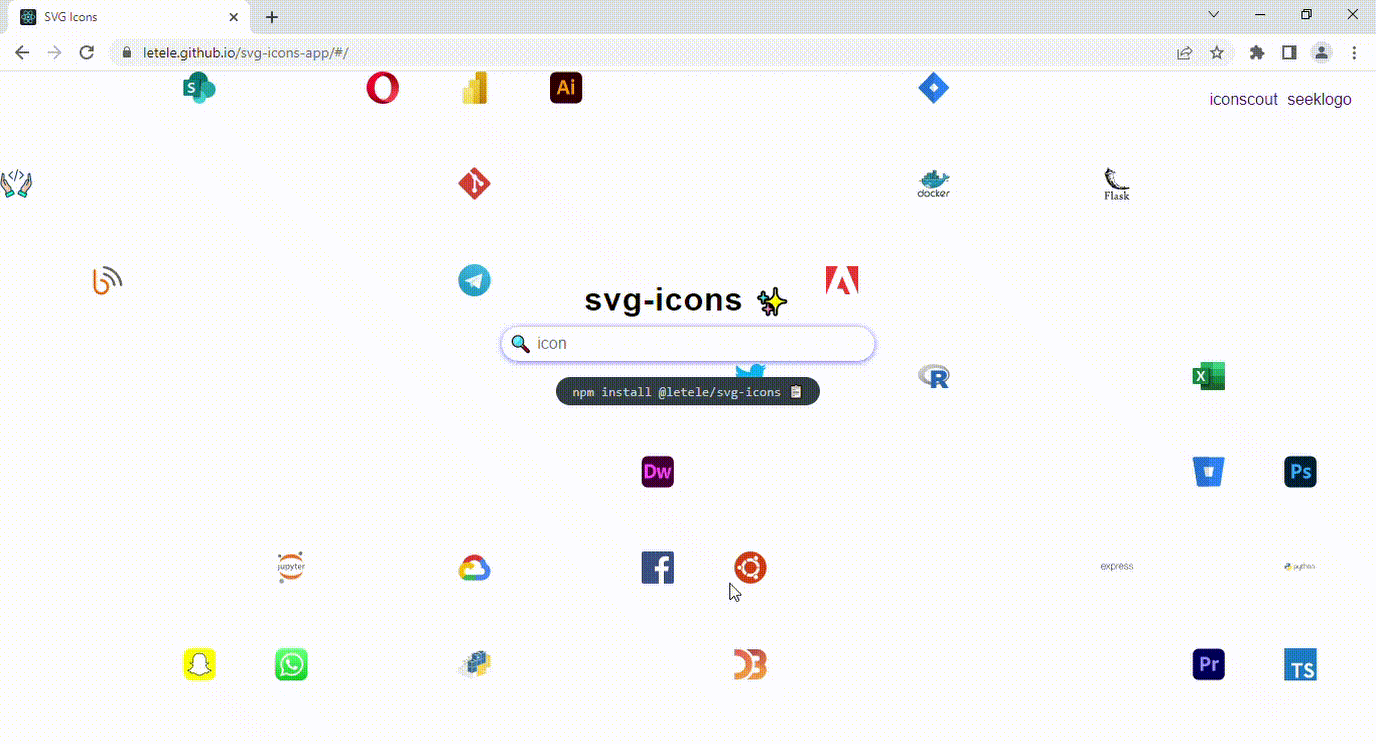 SVG Icons
letele.github.io/svg-icons-app/#/
S
Ai
iconscout seeklogo
</>
docker
Flask
svg-icons
icon
R
X
npm install @letele/svg-icons
Dw
Ps
jupyter
f
express
python
D3
Pr
TS